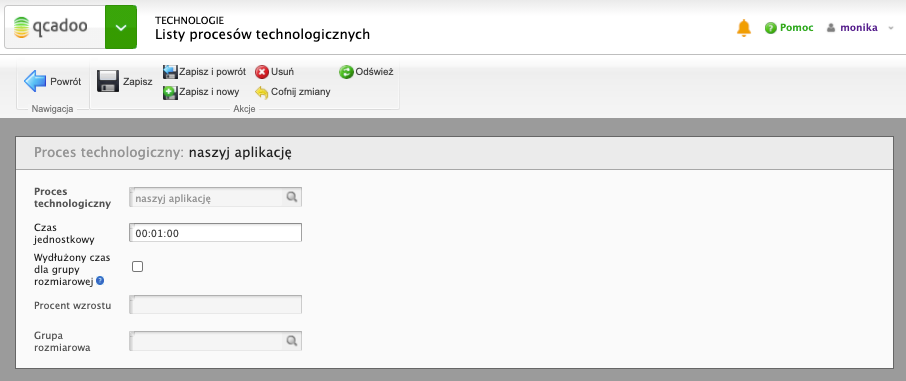 qcadoo
TECHNOLOGIE
Listy procesów technologicznych
? Pomoc
monika
Powrót
Zapisz
Zapisz i powrót
Usuń
Odśwież
Zapisz i nowy
Cofnij zmiany
Nawigacja
Akcje
Proces technologiczny: naszyj aplikację
Proces
technologiczny
naszyj aplikację
Czas
jednostkowy
00:01:00
Wydłużony czas
dla grupy
rozmiarowej ?
Procent wzrostu
Grupa
rozmiarowa